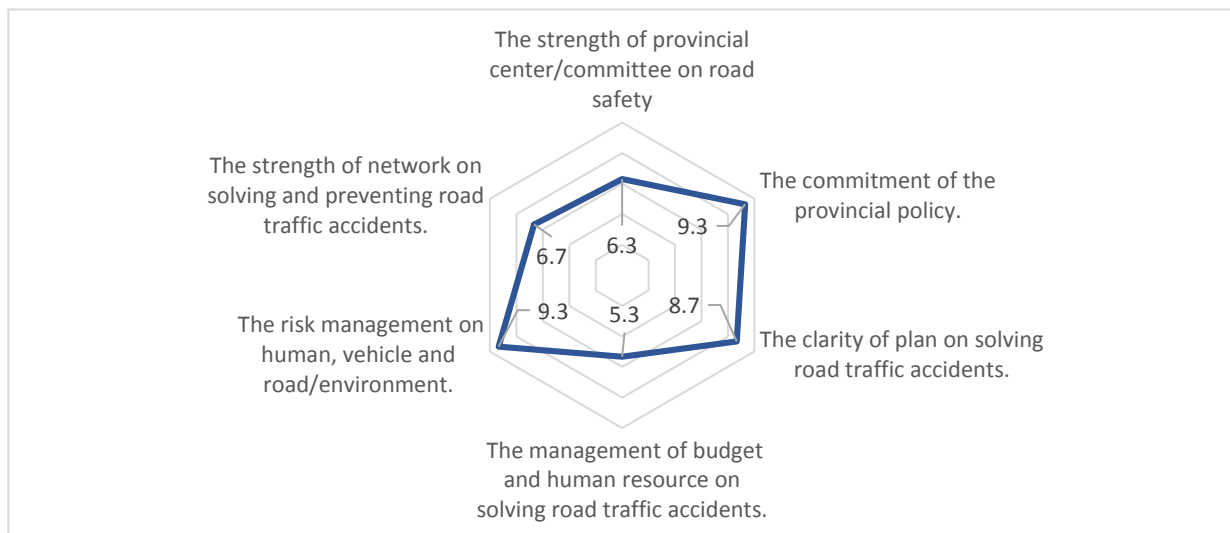 The strength of provincial
center/committee on road
safety
The strength of network on
solving and preventing road
traffic accidents.
The commitment of the
provincial policy.
9.3
6.7
6.3
9.3
5.3
8.7
The risk management on
human, vehicle and
road/environment.
The clarity of plan on solving
road traffic accidents.
The management of budget
and human resource on
solving road traffic accidents.